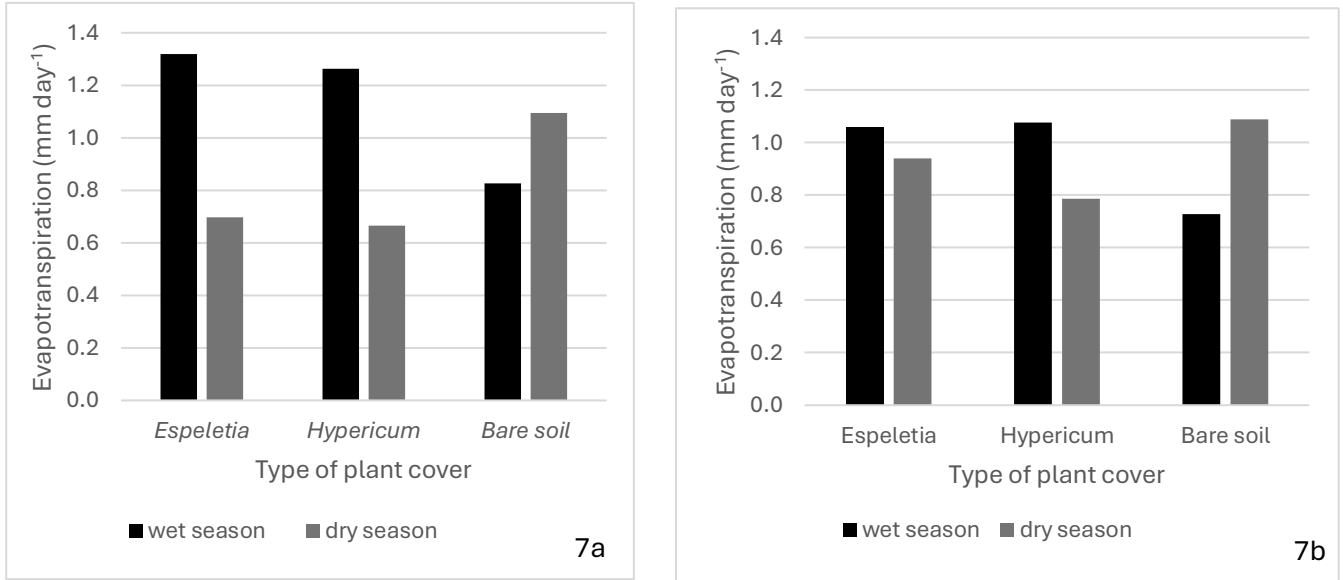 Evapotranspiration (mm day⁻¹)
1.4
1.2
1.0
0.8
0.6
0.4
0.2
0.0
Espeletia
Hypericum
Bare soil
Type of plant cover
wet season
dry season
7a
Evapotranspiration (mm day⁻¹)
1.4
1.2
1.0
0.8
0.6
0.4
0.2
0.0
Espeletia
Hypericum
Bare soil
Type of plant cover
wet season
dry season
7b